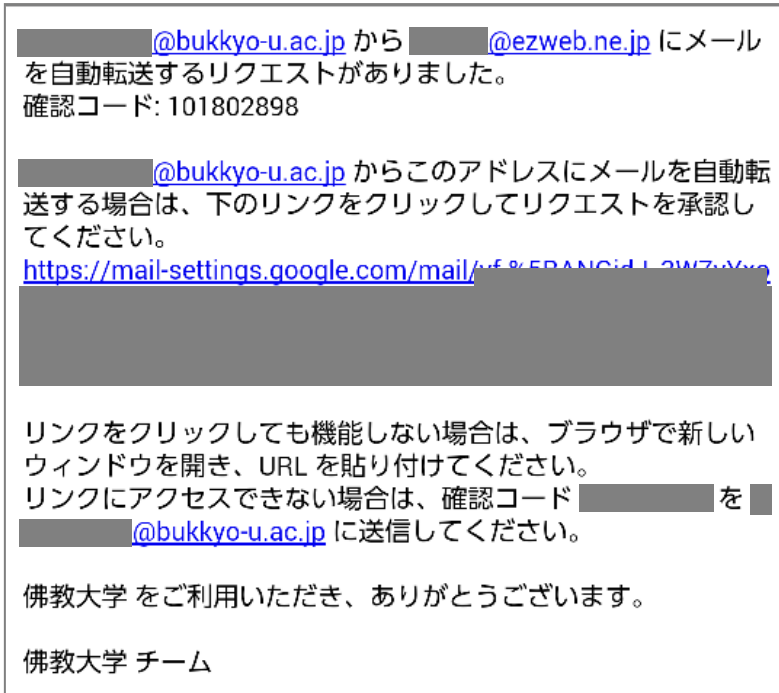 @bukkyo-u.ac.jp から @ezweb.ne.jp にメール
を自動転送するリクエストがありました。
確認コード: 101802898
@bukkyo-u.ac.jp からこのアドレスにメールを自動転
送する場合は、下のリンクをクリックしてリクエストを承認し
てください。
https://mail-settings.google.com/mail/
リンクをクリックしても機能しない場合は、ブラウザで新しい
ウィンドウを開き、URL を貼り付けてください。
リンクにアクセスできない場合は、確認コード を
@bukkyo-u.ac.jp に送信してください。
佛教大学 をご利用いただき、ありがとうございます。
佛教大学 チーム